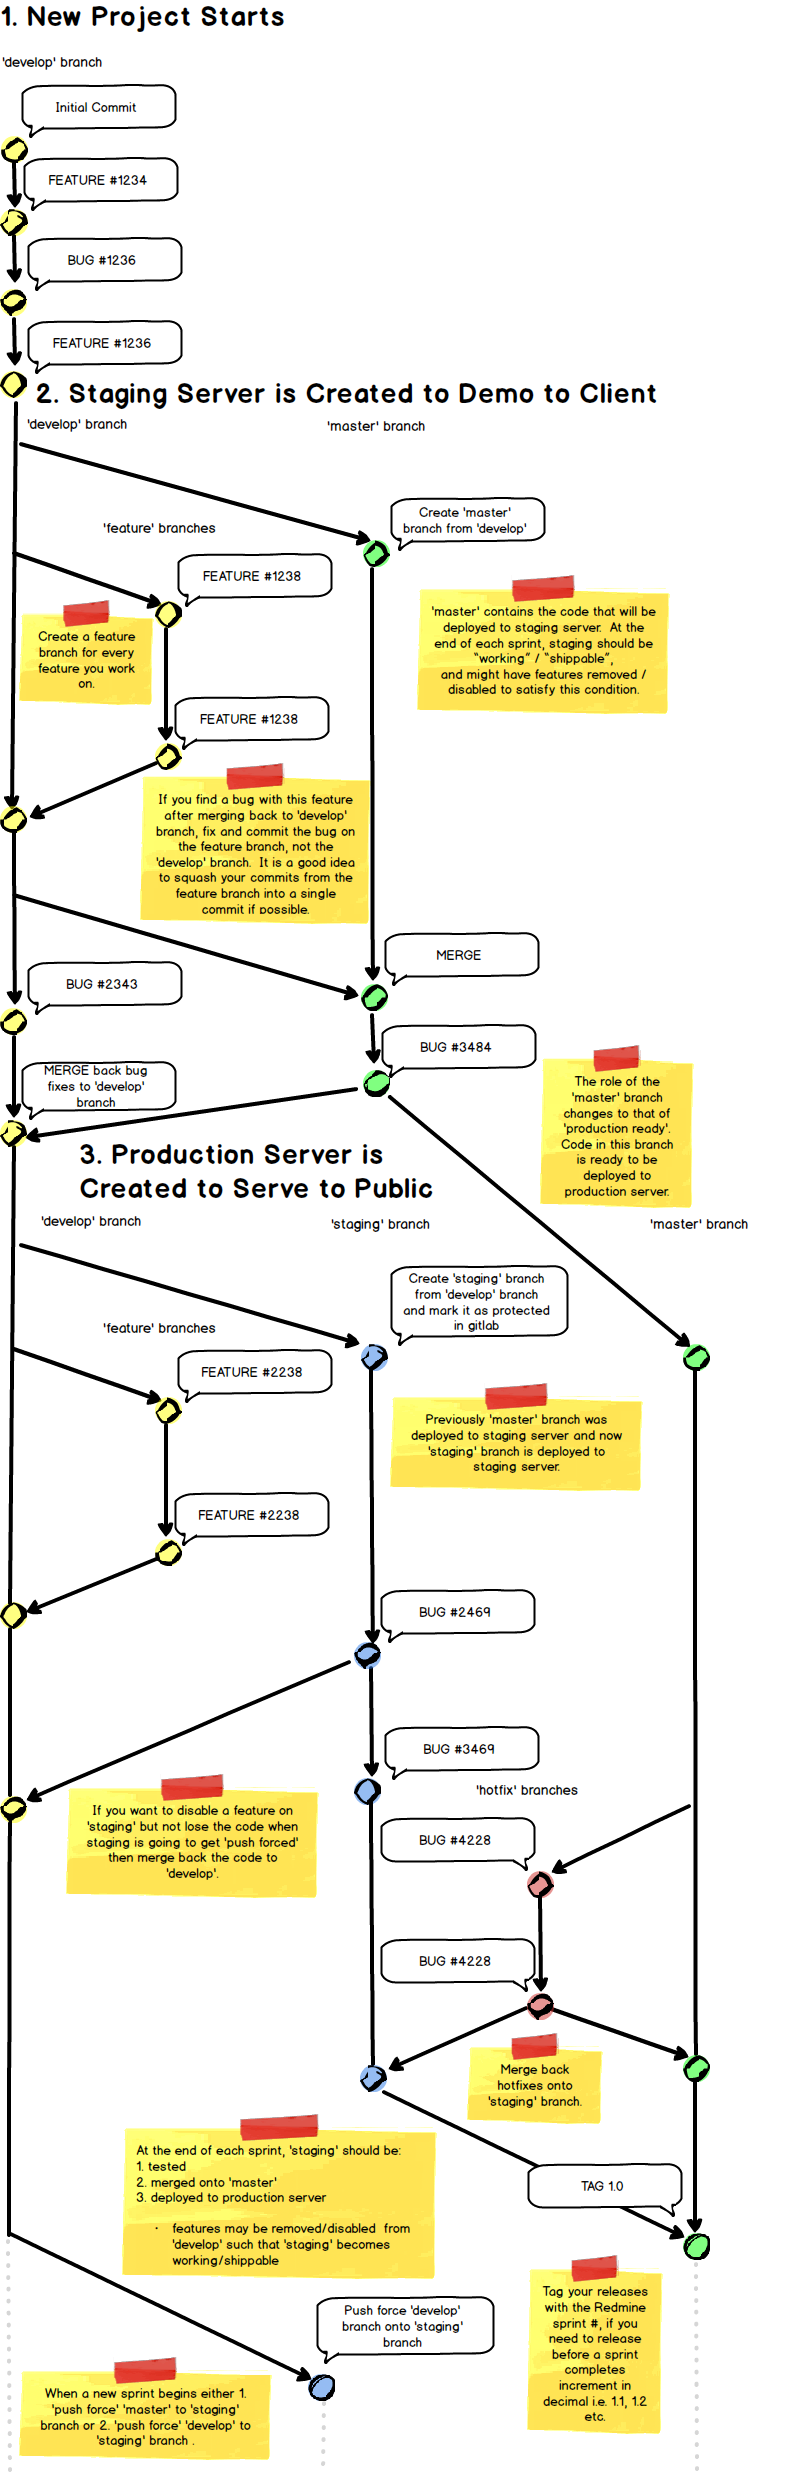 1. New Project Starts
'develop' branch
Initial Commit
FEATURE #1234
BUG #1236
FEATURE #1236
2. Staging Server is Created to Demo to Client
'develop' branch
'master' branch
Create 'master'
branch from 'develop'
'feature' branches
FEATURE #1238
'master' contains the code that will be
deployed to staging server. At the
end of each sprint, staging should be
"working" / "shippable",
and might have features removed /
disabled to satisfy this condition.
Create a feature
branch for every
feature you work
on.
FEATURE #1238
If you find a bug with this feature
after merging back to 'develop'
branch, fix and commit the bug on
the feature branch, not the
'develop' branch. It is a good idea
to squash your commits from the
feature branch into a single
commit if possible.
MERGE
BUG #2343
BUG #3484
MERGE back bug
fixes to 'develop'
branch
The role of the
'master' branch
changes to that of
'production ready'.
Code in this branch
is ready to be
deployed to
production server.
3. Production Server is
Created to Serve to Public
'develop' branch
'staging' branch
'master' branch
Create 'staging' branch
from 'develop' branch
and mark it as protected
in gitlab
'feature' branches
FEATURE #2238
Previously 'master' branch was
deployed to staging server and now
'staging' branch is deployed to
staging server.
FEATURE #2238
BUG #2469
BUG #3469
'hotfix' branches
If you want to disable a feature on
'staging' but not lose the code when
staging is going to get 'push forced'
then merge back the code to
'develop'.
BUG #4228
BUG #4228
Merge back
hotfixes onto
'staging' branch.
At the end of each sprint, 'staging' should be:
1. tested
2. merged onto 'master'
3. deployed to production server
· features may be removed/disabled from
'develop' such that 'staging' becomes
working/shippable
TAG 1.0
Tag your releases
with the Redmine
sprint #, if you
need to release
before a sprint
completes
increment in
decimal i.e. 1.1, 1.2
etc.
Push force 'develop'
branch onto 'staging'
branch
When a new sprint begins either 1.
'push force' 'master' to 'staging'
branch or 2. 'push force' 'develop' to
'staging' branch .